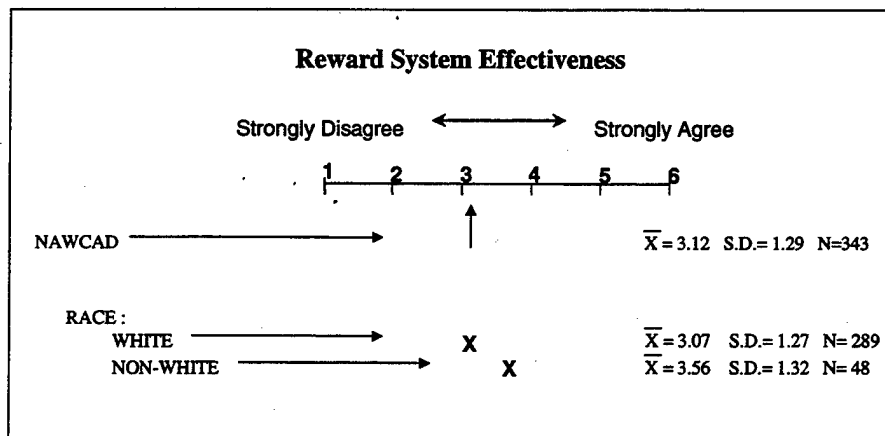 Reward System Effectiveness
Strongly Disagree Strongly Agree
1 2 3 4 5 6
NAWCAD X̄ = 3.12 S.D.= 1.29 N=343
RACE :
WHITE X X̄ = 3.07 S.D.= 1.27 N= 289
NON-WHITE X X̄ = 3.56 S.D.= 1.32 N= 48